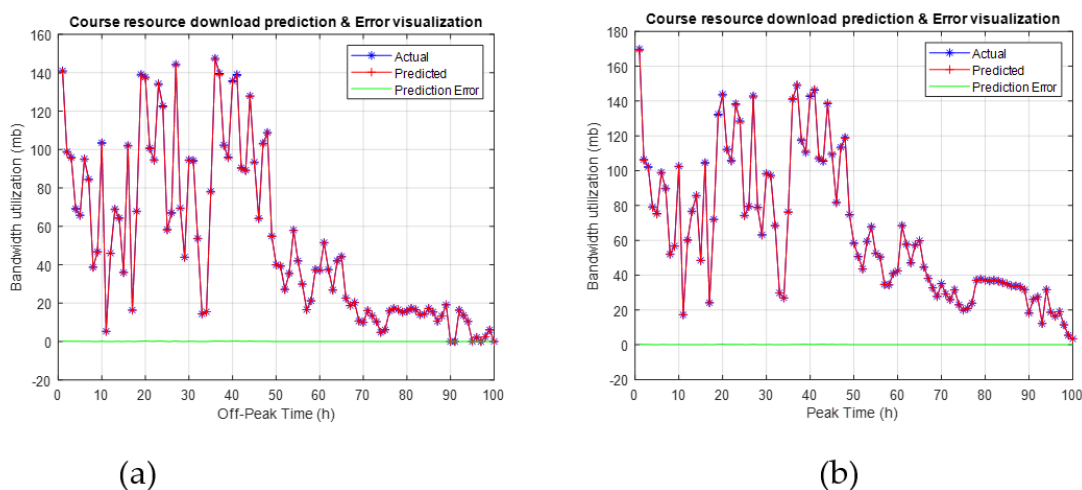 Course resource download prediction & Error visualization
160
140
120
100
80
60
40
20
0
-20
Bandwidth utilization (mb)
0 10 20 30 40 50 60 70 80 90 100
Off-Peak Time (h)
Actual
Predicted
Prediction Error
(a)
Course resource download prediction & Error visualization
180
160
140
120
100
80
60
40
20
0
-20
Bandwidth utilization (mb)
0 10 20 30 40 50 60 70 80 90 100
Peak Time (h)
Actual
Predicted
Prediction Error
(b)